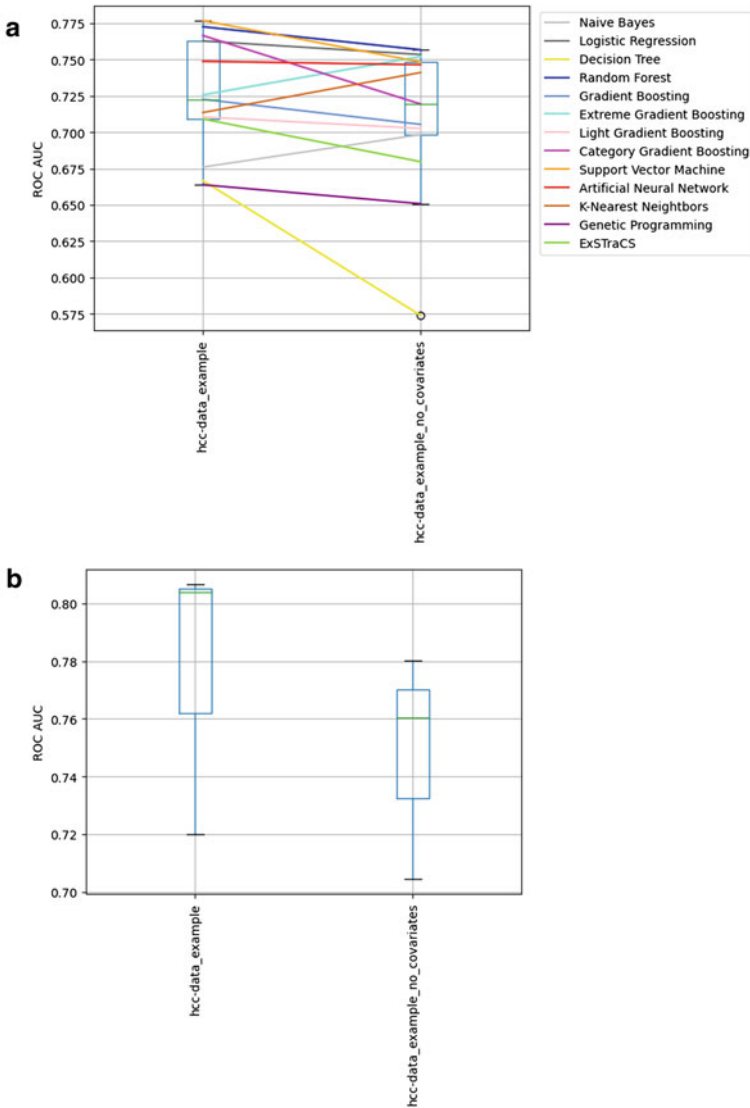 a
0.775
0.750
0.725
0.700
0.675
0.650
0.625
0.600
0.575
ROC AUC
hcc-data_example
hcc-data_example_no_covariates
Naive Bayes
Logistic Regression
Decision Tree
Random Forest
Gradient Boosting
Extreme Gradient Boosting
Light Gradient Boosting
Category Gradient Boosting
Support Vector Machine
Artificial Neural Network
K-Nearest Neighbors
Genetic Programming
ExSTraCS
b
0.80
0.78
0.76
0.74
0.72
0.70
ROC AUC
hcc-data_example
hcc-data_example_no_covariates